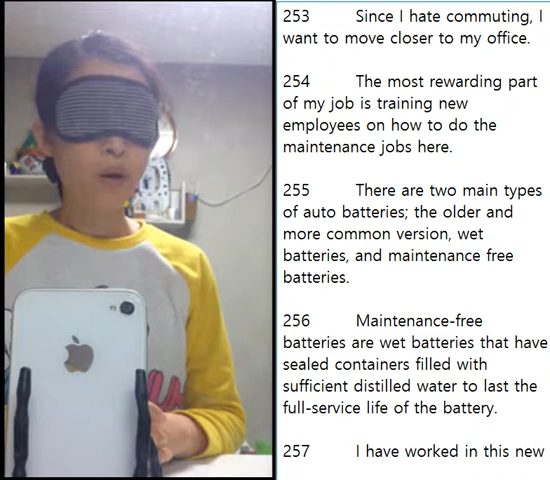 253 Since I hate commuting, I
want to move closer to my office.
254 The most rewarding part
of my job is training new
employees on how to do the
maintenance jobs here.
255 There are two main types
of auto batteries; the older and
more common version, wet
batteries, and maintenance free
batteries.
256 Maintenance-free
batteries are wet batteries that have
sealed containers filled with
sufficient distilled water to last the
full-service life of the battery.
257 I have worked in this new